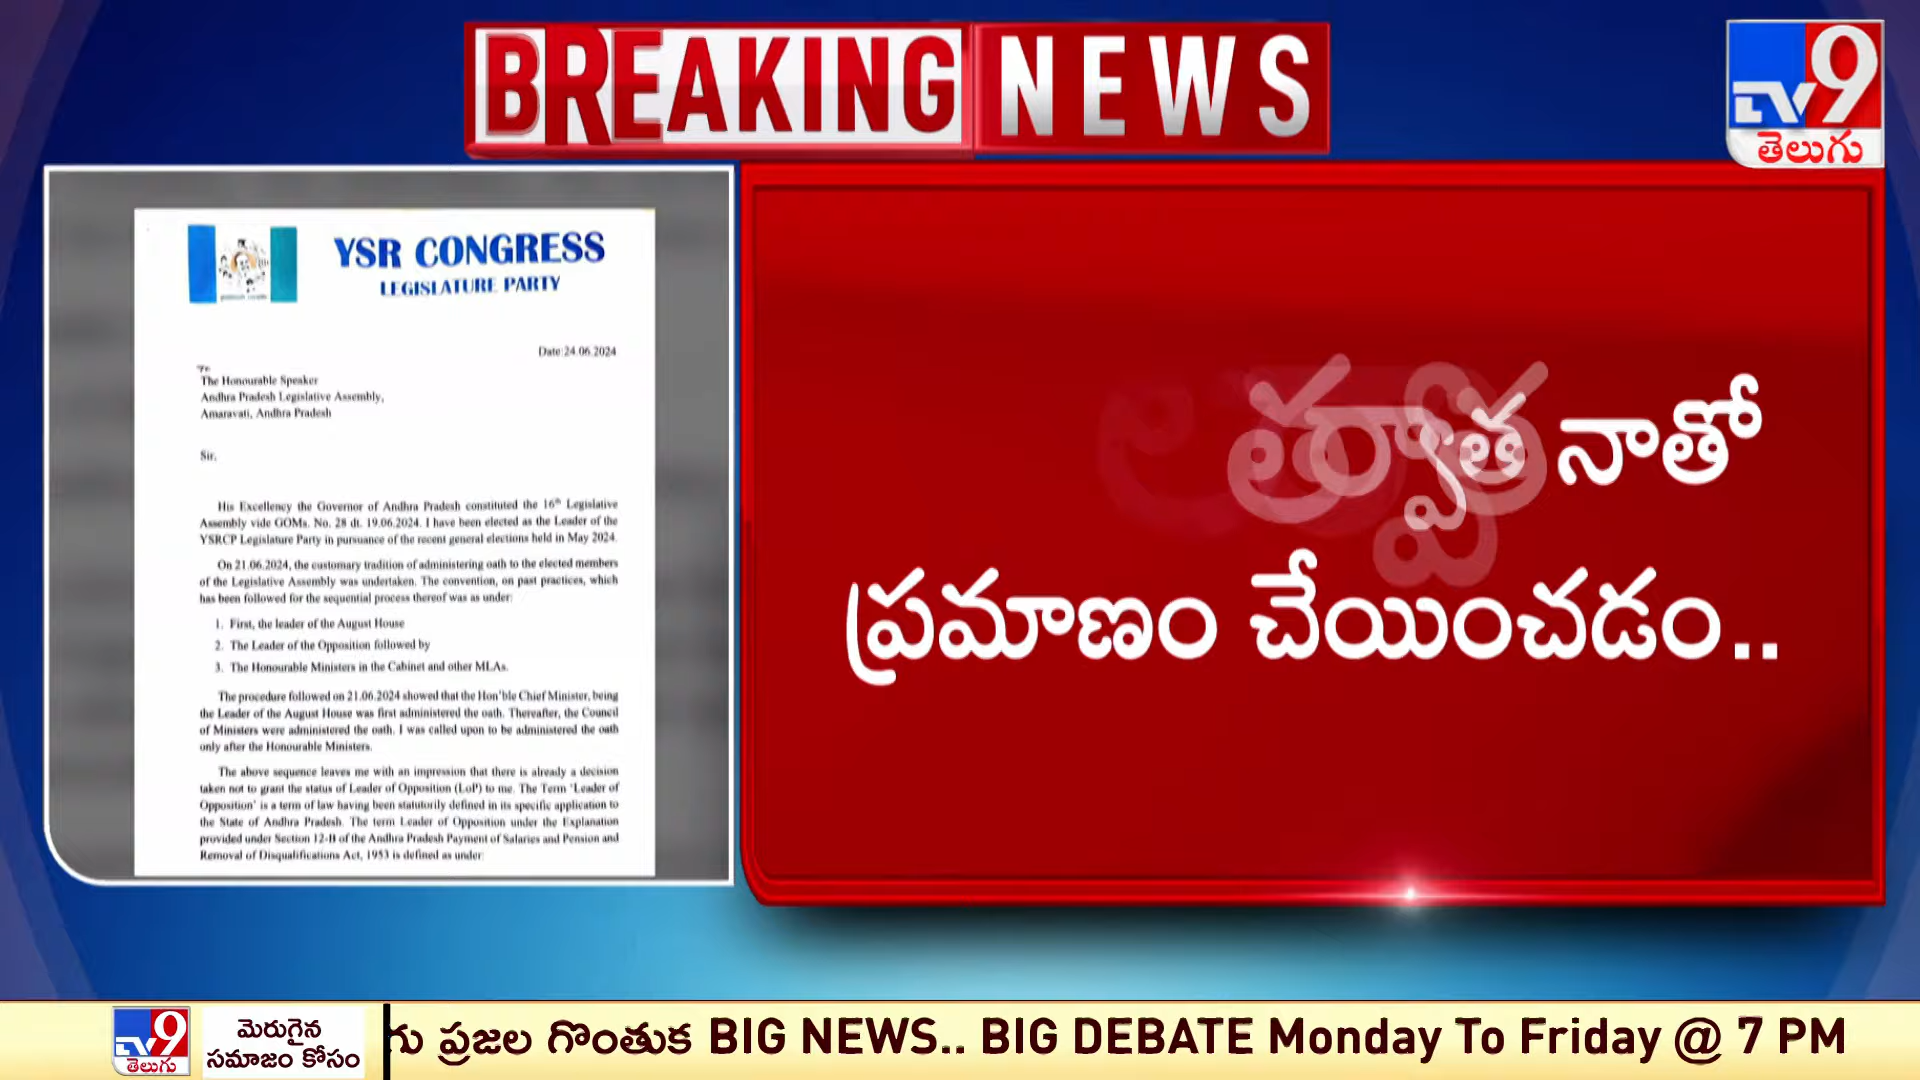 BREAKING NEWS
TV9
తెలుగు
YSR CONGRESS
LEGISLATURE PARTY
Date:24.06.2024
To
The Honourable Speaker
Andhra Pradesh Legislative Assembly,
Amaravati, Andhra Pradesh
Sir,
His Excellency the Governor of Andhra Pradesh constituted the 16th Legislative
Assembly vide GOMs. No. 28 dt. 19.06.2024. I have been elected as the Leader of the
YSRCP Legislature Party in pursuance of the recent general elections held in May 2024.
On 21.06.2024, the customary tradition of administering oath to the elected members
of the Legislative Assembly was undertaken. The convention, on past practices, which
has been followed for the sequential process thereof was as under:
1. First, the leader of the August House
2. The Leader of the Opposition followed by
3. The Honourable Ministers in the Cabinet and other MLAs.
The procedure followed on 21.06.2024 showed that the Hon'ble Chief Minister, being
the Leader of the August House was first administered the oath. Thereafter, the Council
of Ministers were administered the oath. I was called upon to be administered the oath
only after the Honourable Ministers.
The above sequence leaves me with an impression that there is already a decision
taken not to grant the status of Leader of Opposition (LoP) to me. The Term 'Leader of
Opposition' is a term of law having been statutorily defined in its specific application to
the State of Andhra Pradesh. The term Leader of Opposition under the Explanation
provided under Section 12-B of the Andhra Pradesh Payment of Salaries and Pension and
Removal of Disqualifications Act, 1953 is defined as under:
నాతో
ప్రమాణం చేయించడం..
TV9
తెలుగు
మెరుగైన
సమాజం కోసం
గు ప్రజల గొంతుక BIG NEWS.. BIG DEBATE Monday To Friday @ 7 PM